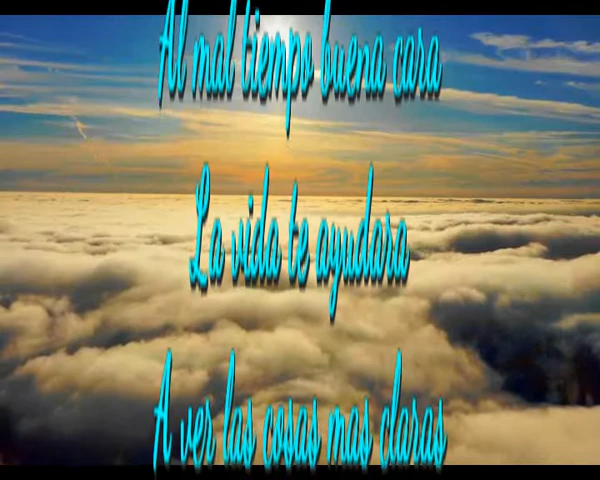 Al mal tiempo buena cara
La vida te ayudara
A ver las cosas mas claras